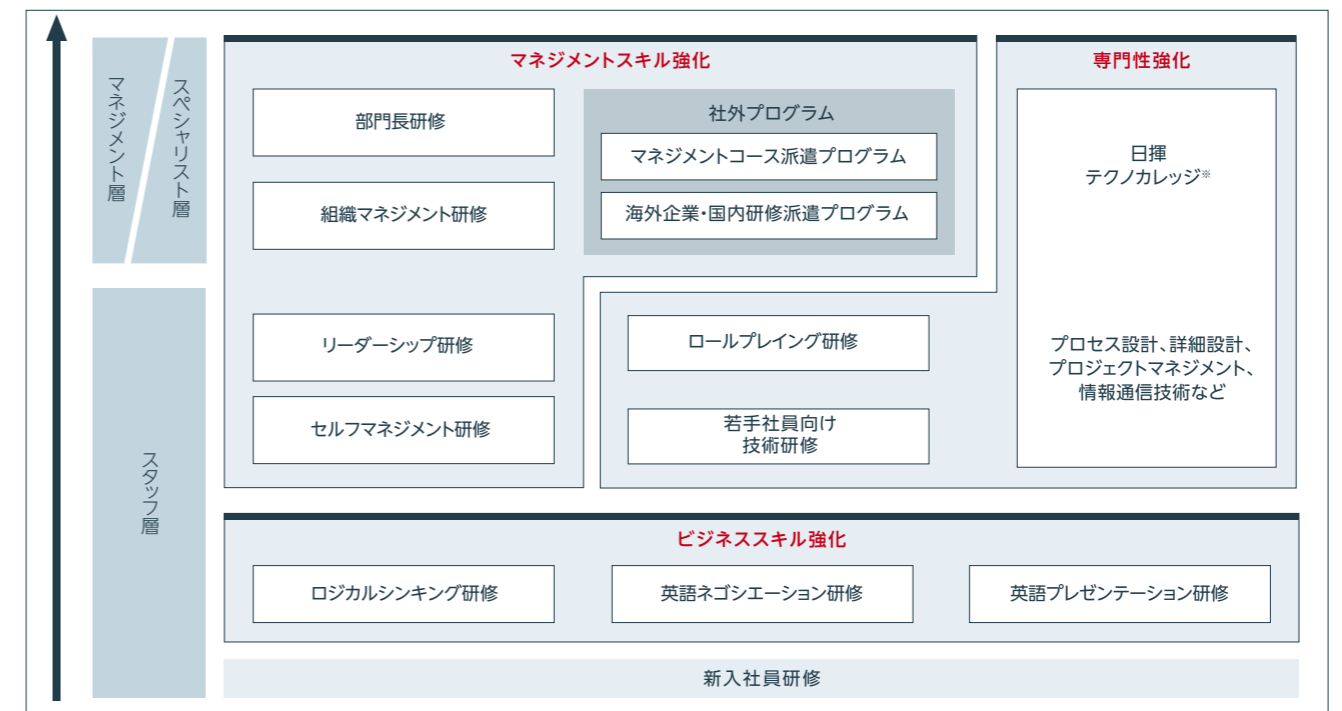 マネジメント層
スペシャリスト層
マネジメントスキル強化
部門長研修
組織マネジメント研修
社外プログラム
マネジメントコース派遣プログラム
海外企業・国内研修派遣プログラム
リーダーシップ研修
セルフマネジメント研修
専門性強化
日揮
テクノカレッジ※
プロセス設計、詳細設計、
プロジェクトマネジメント、
情報通信技術など
ロールプレイング研修
若手社員向け
技術研修
スタッフ層
ビジネススキル強化
ロジカルシンキング研修
英語ネゴシエーション研修
英語プレゼンテーション研修
新入社員研修